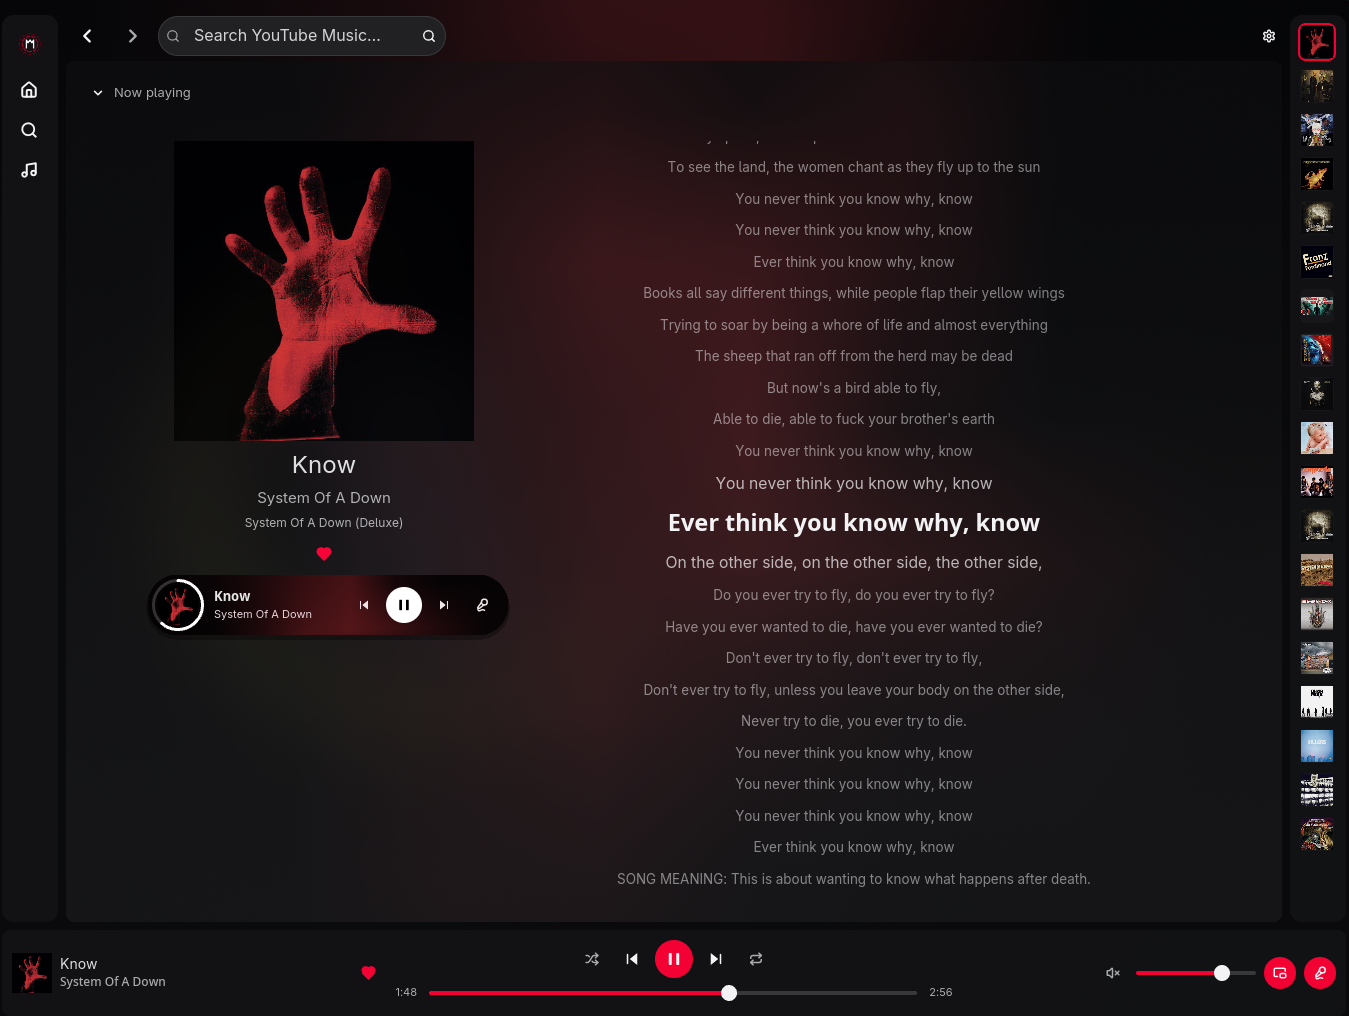 Search YouTube Music...
Now playing
To see the land, the women chant as they fly up to the sun
You never think you know why, know
You never think you know why, know
Ever think you know why, know
Books all say different things, while people flap their yellow wings
Trying to soar by being a whore of life and almost everything
The sheep that ran off from the herd may be dead
But now's a bird able to fly,
Able to die, able to fuck your brother's earth
You never think you know why, know
You never think you know why, know
Ever think you know why, know
On the other side, on the other side, the other side,
Do you ever try to fly, do you ever try to fly?
Have you ever wanted to die, have you ever wanted to die?
Don't ever try to fly, don't ever try to fly,
Don't ever try to fly, unless you leave your body on the other side,
Never try to die, you ever try to die.
You never think you know why, know
You never think you know why, know
You never think you know why, know
Ever think you know why, know
SONG MEANING: This is about wanting to know what happens after death.
Know
System Of A Down
System Of A Down (Deluxe)
Know
System Of A Down
Franz
Ferdinand
Know
System Of A Down
1:48
2:56